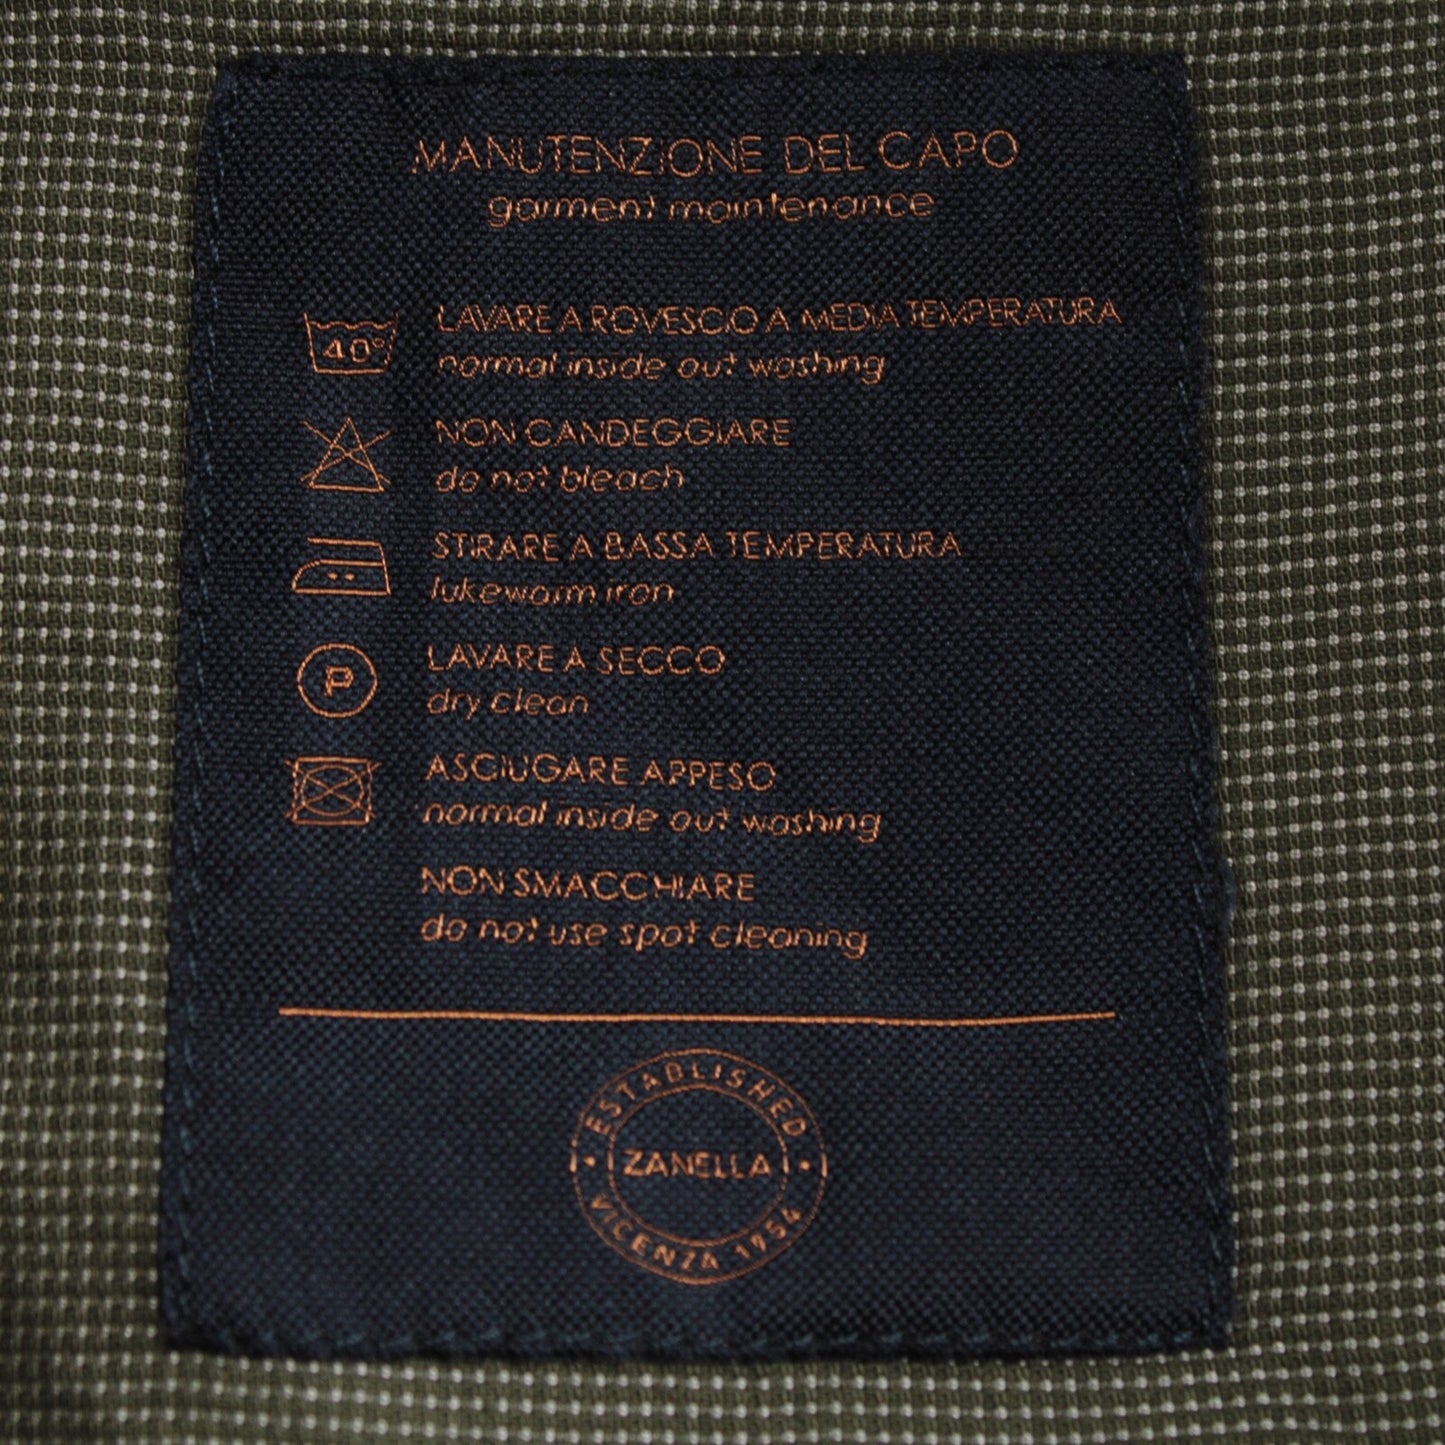 MANUTENZIONE DEL CAPO
garment maintenance
40°
LAVARE A ROVESCIO A MEDIA TEMPERATURA
normal inside out washing
NON CANDEGGIARE
do not bleach
STIRARE A BASSA TEMPERATURA
lukewarm iron
P
LAVARE A SECCO
dry clean
ASCIUGARE APPESO
normal inside out washing
NON SMACCHIARE
do not use spot cleaning
ESTABLISHED
ZANELLA
VICENZA 1954